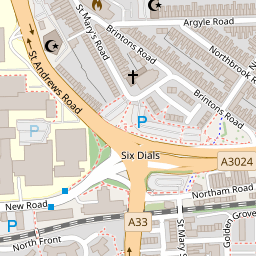 Argyle Road
St Mary's Road
Brintons Road
Northbrook Road
St Andrews Road
Brintons Road
P
P
Six Dials
A3024
Northam Road
New Road
A33
P
North Front
St Mary S
Golden Grove